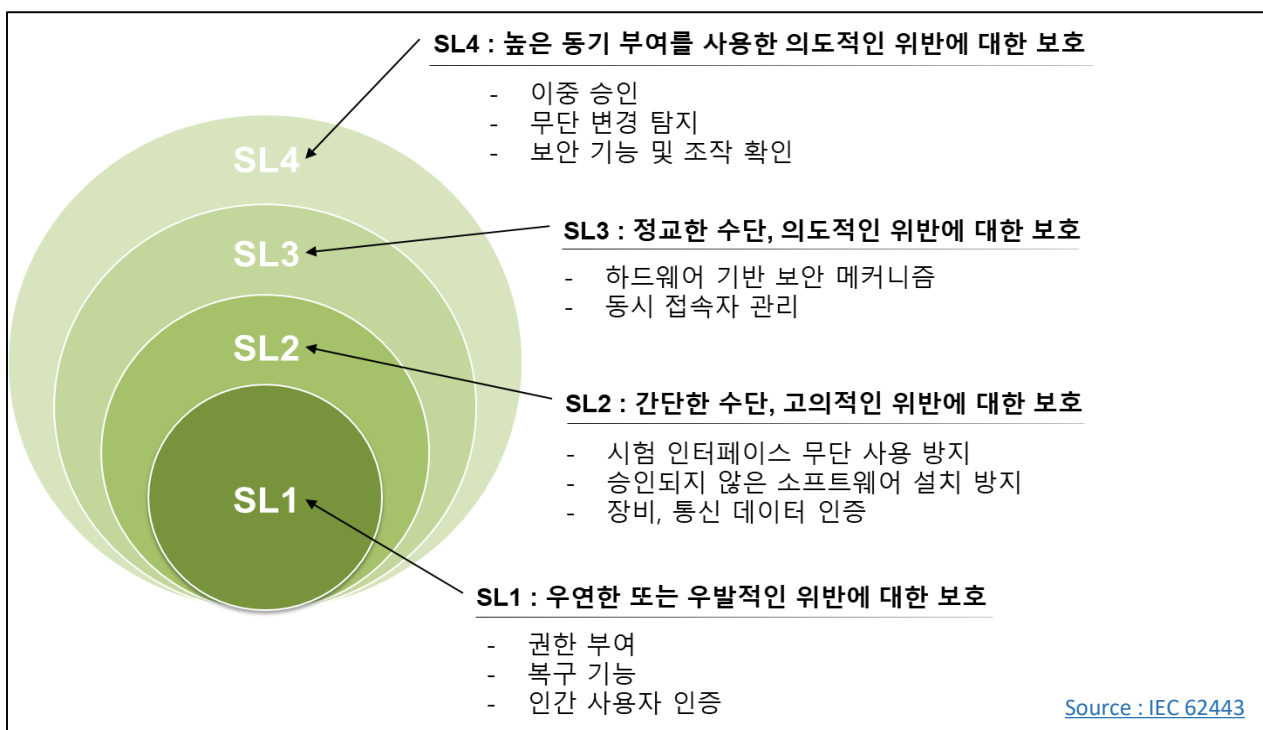 SL4 : 높은 동기 부여를 사용한 의도적인 위반에 대한 보호
- 이중 승인
- 무단 변경 탐지
- 보안 기능 및 조작 확인
SL4
SL3 : 정교한 수단, 의도적인 위반에 대한 보호
- 하드웨어 기반 보안 메커니즘
- 동시 접속자 관리
SL3
SL2 : 간단한 수단, 고의적인 위반에 대한 보호
- 시험 인터페이스 무단 사용 방지
- 승인되지 않은 소프트웨어 설치 방지
- 장비, 통신 데이터 인증
SL2
SL1 : 우연한 또는 우발적인 위반에 대한 보호
- 권한 부여
- 복구 기능
- 인간 사용자 인증
SL1
Source : IEC 62443